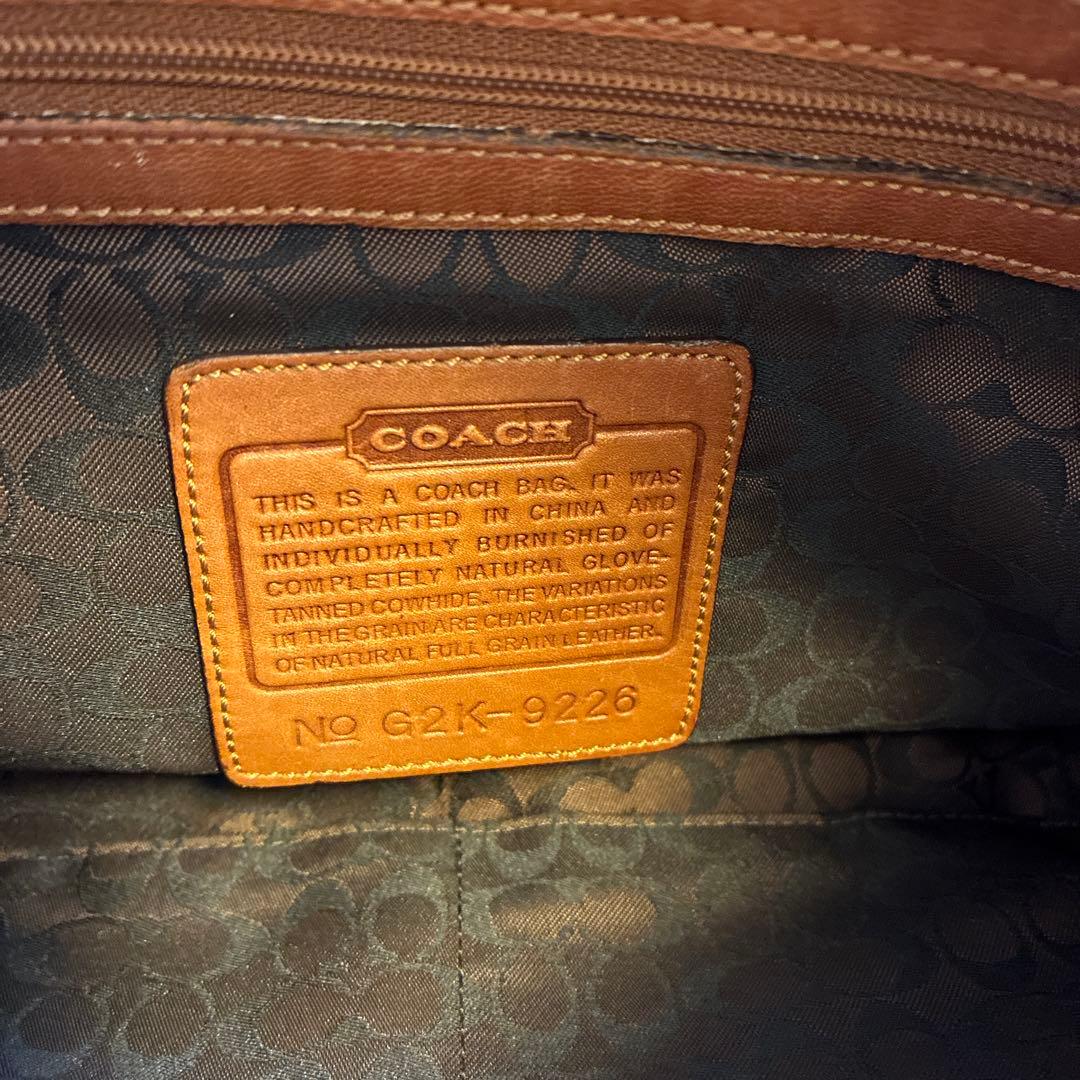 COACH
THIS IS A COACH BAG. IT WAS
HANDCRAFTED IN CHINA AND
INDIVIDUALLY BURNISHED OF
COMPLETELY NATURAL GLOVE-
TANNED COWHIDE. THE VARIATIONS
IN THE GRAIN ARE CHARACTERISTIC
OF NATURAL FULL GRAIN LEATHER.
No G2K-9226